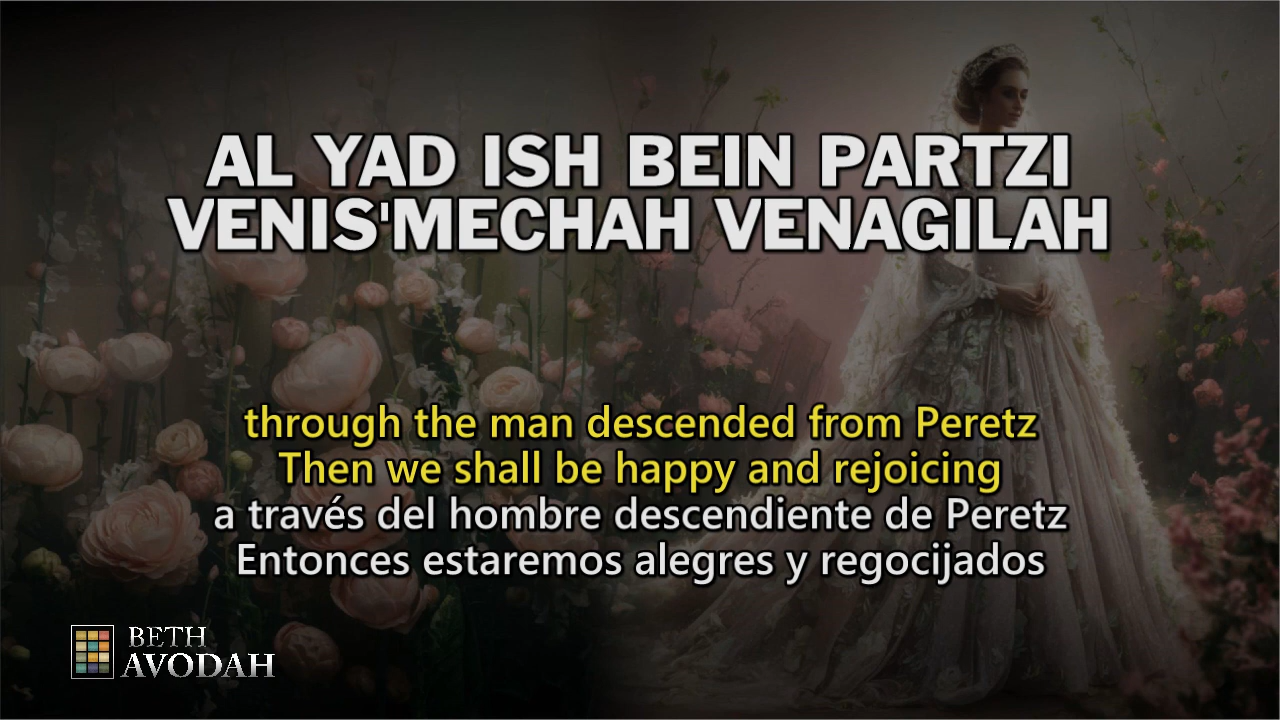 AL YAD ISH BEIN PARTZI
VENIS'MECHAH VENAGILAH
through the man descended from Peretz
Then we shall be happy and rejoicing
a través del hombre descendiente de Peretz
Entonces estaremos alegres y regocijados
BETH
AVODAH